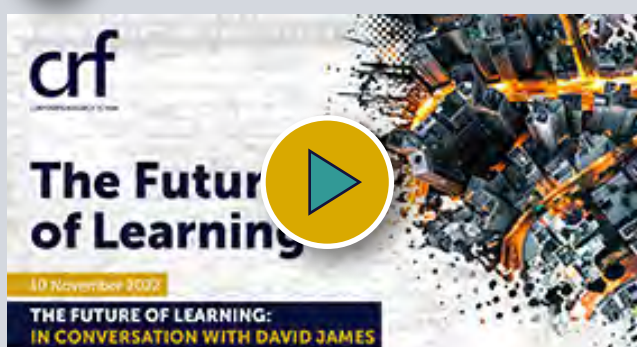 crf
The Futur
of Learning
10 November 2022
THE FUTURE OF LEARNING:
IN CONVERSATION WITH DAVID JAMES